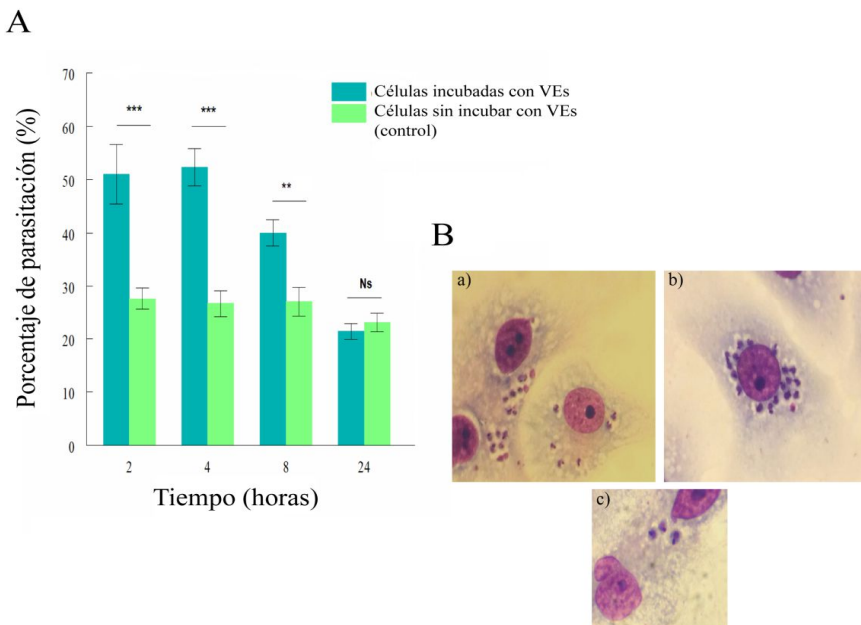 A
Porcentaje de parasitación (%)
70
60
50
40
30
20
10
0
***
***
**
Ns
Células incubadas con VEs
Células sin incubar con VEs
(control)
2
4
8
24
Tiempo (horas)
B
a)
b)
c)